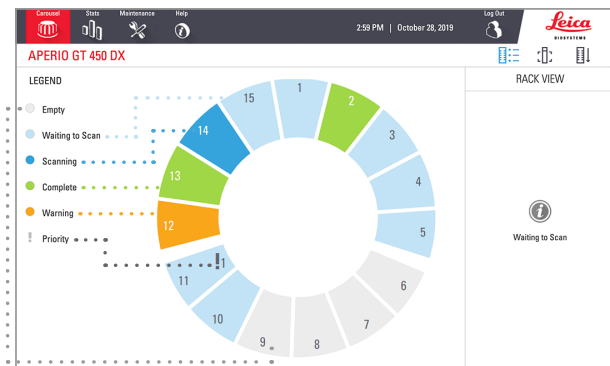 Carousel Stats Maintenance Help
2:59 PM | October 28, 2019
Log Out
Leica
BIOSYSTEMS
APERIO GT 450 DX
LEGEND
RACK VIEW
Empty
Waiting to Scan
Scanning
Complete
Warning
! Priority
1
2
3
4
5
6
7
8
9
10
11
! 1
12
13
14
15
Waiting to Scan